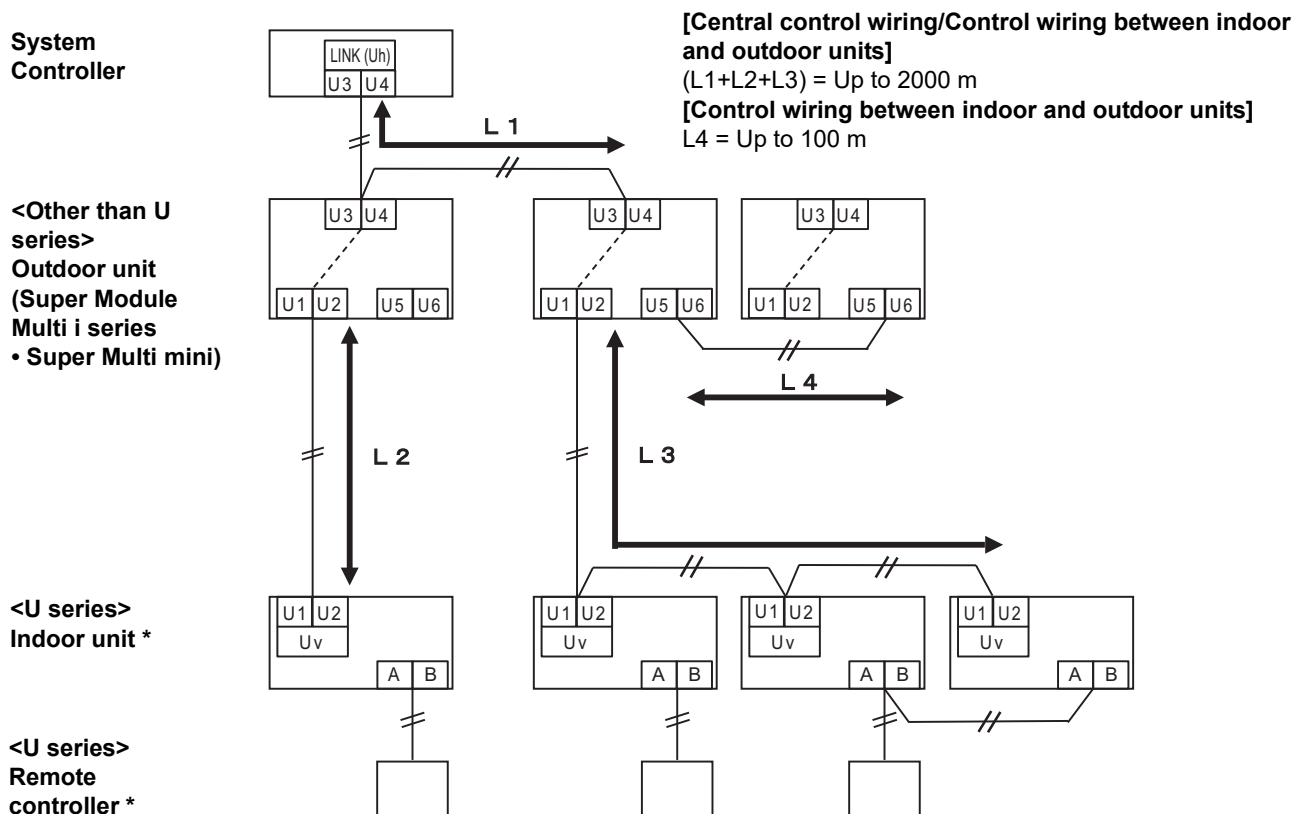 System
Controller
LINK (Uh)
U3 U4
[Central control wiring/Control wiring between indoor
and outdoor units]
(L1+L2+L3) = Up to 2000 m
[Control wiring between indoor and outdoor units]
L4 = Up to 100 m
L 1
<Other than U
series>
Outdoor unit
(Super Module
Multi i series
• Super Multi mini)
U3 U4
U1 U2
U5 U6
U3 U4
U1 U2
U5 U6
U3 U4
U1 U2
U5 U6
L 4
L 2
L 3
<U series>
Indoor unit *
U1 U2
Uv
A B
U1 U2
Uv
A B
U1 U2
Uv
A B
U1 U2
Uv
A B
<U series>
Remote
controller *